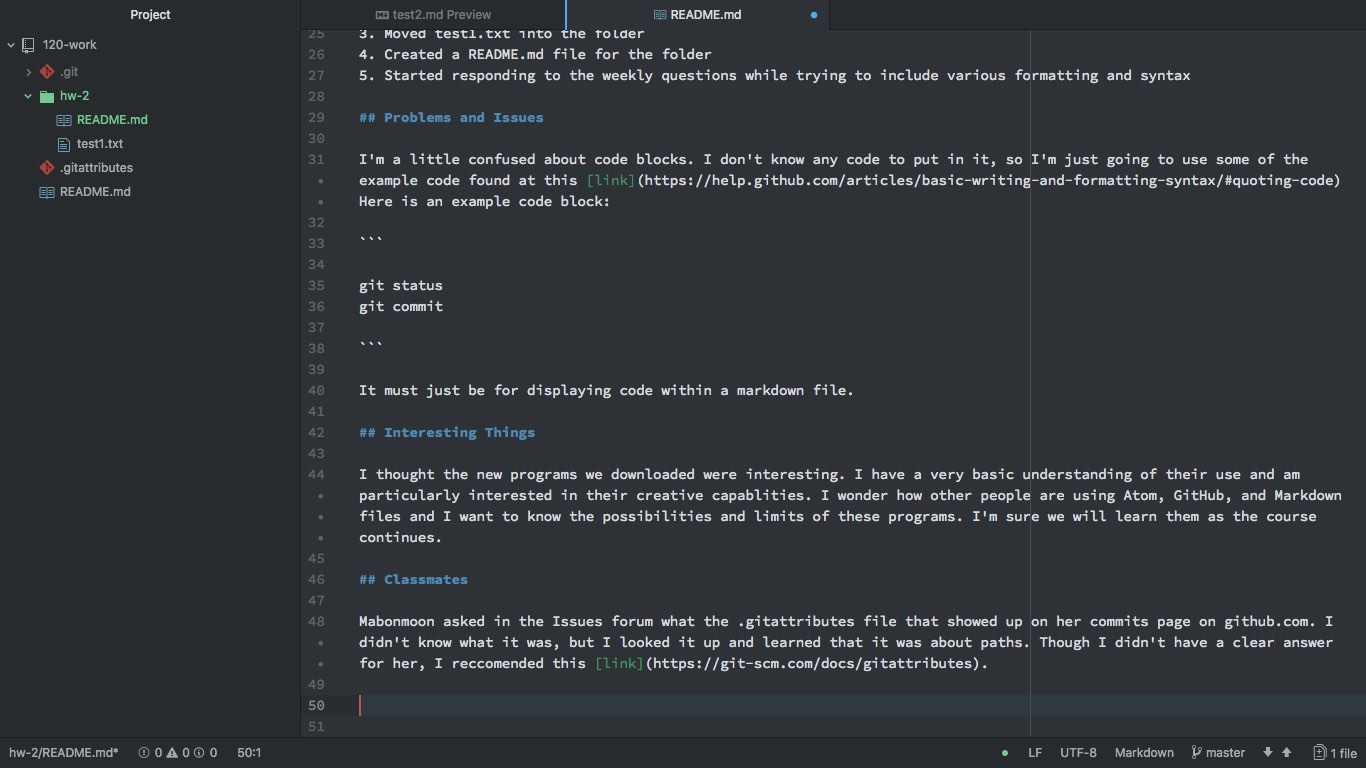 Project
test2.md Preview
README.md
120-work
.git
hw-2
README.md
test1.txt
.gitattributes
README.md
25 3. Moved test1.txt into the folder
26 4. Created a README.md file for the folder
27 5. Started responding to the weekly questions while trying to include various formatting and syntax
28
29 ## Problems and Issues
30
31 I'm a little confused about code blocks. I don't know any code to put in it, so I'm just going to use some of the
• example code found at this [link](https://help.github.com/articles/basic-writing-and-formatting-syntax/#quoting-code)
• Here is an example code block:
32
33 ```
34
35 git status
36 git commit
37
38 ```
39
40 It must just be for displaying code within a markdown file.
41
42 ## Interesting Things
43
44 I thought the new programs we downloaded were interesting. I have a very basic understanding of their use and am
• particularly interested in their creative capablities. I wonder how other people are using Atom, GitHub, and Markdown
• files and I want to know the possibilities and limits of these programs. I'm sure we will learn them as the course
• continues.
45
46 ## Classmates
47
48 Mabonmoon asked in the Issues forum what the .gitattributes file that showed up on her commits page on github.com. I
• didn't know what it was, but I looked it up and learned that it was about paths. Though I didn't have a clear answer
• for her, I reccomended this [link](https://git-scm.com/docs/gitattributes).
49
50
51
hw-2/README.md* 0 0 0 50:1 LF UTF-8 Markdown master 1 file